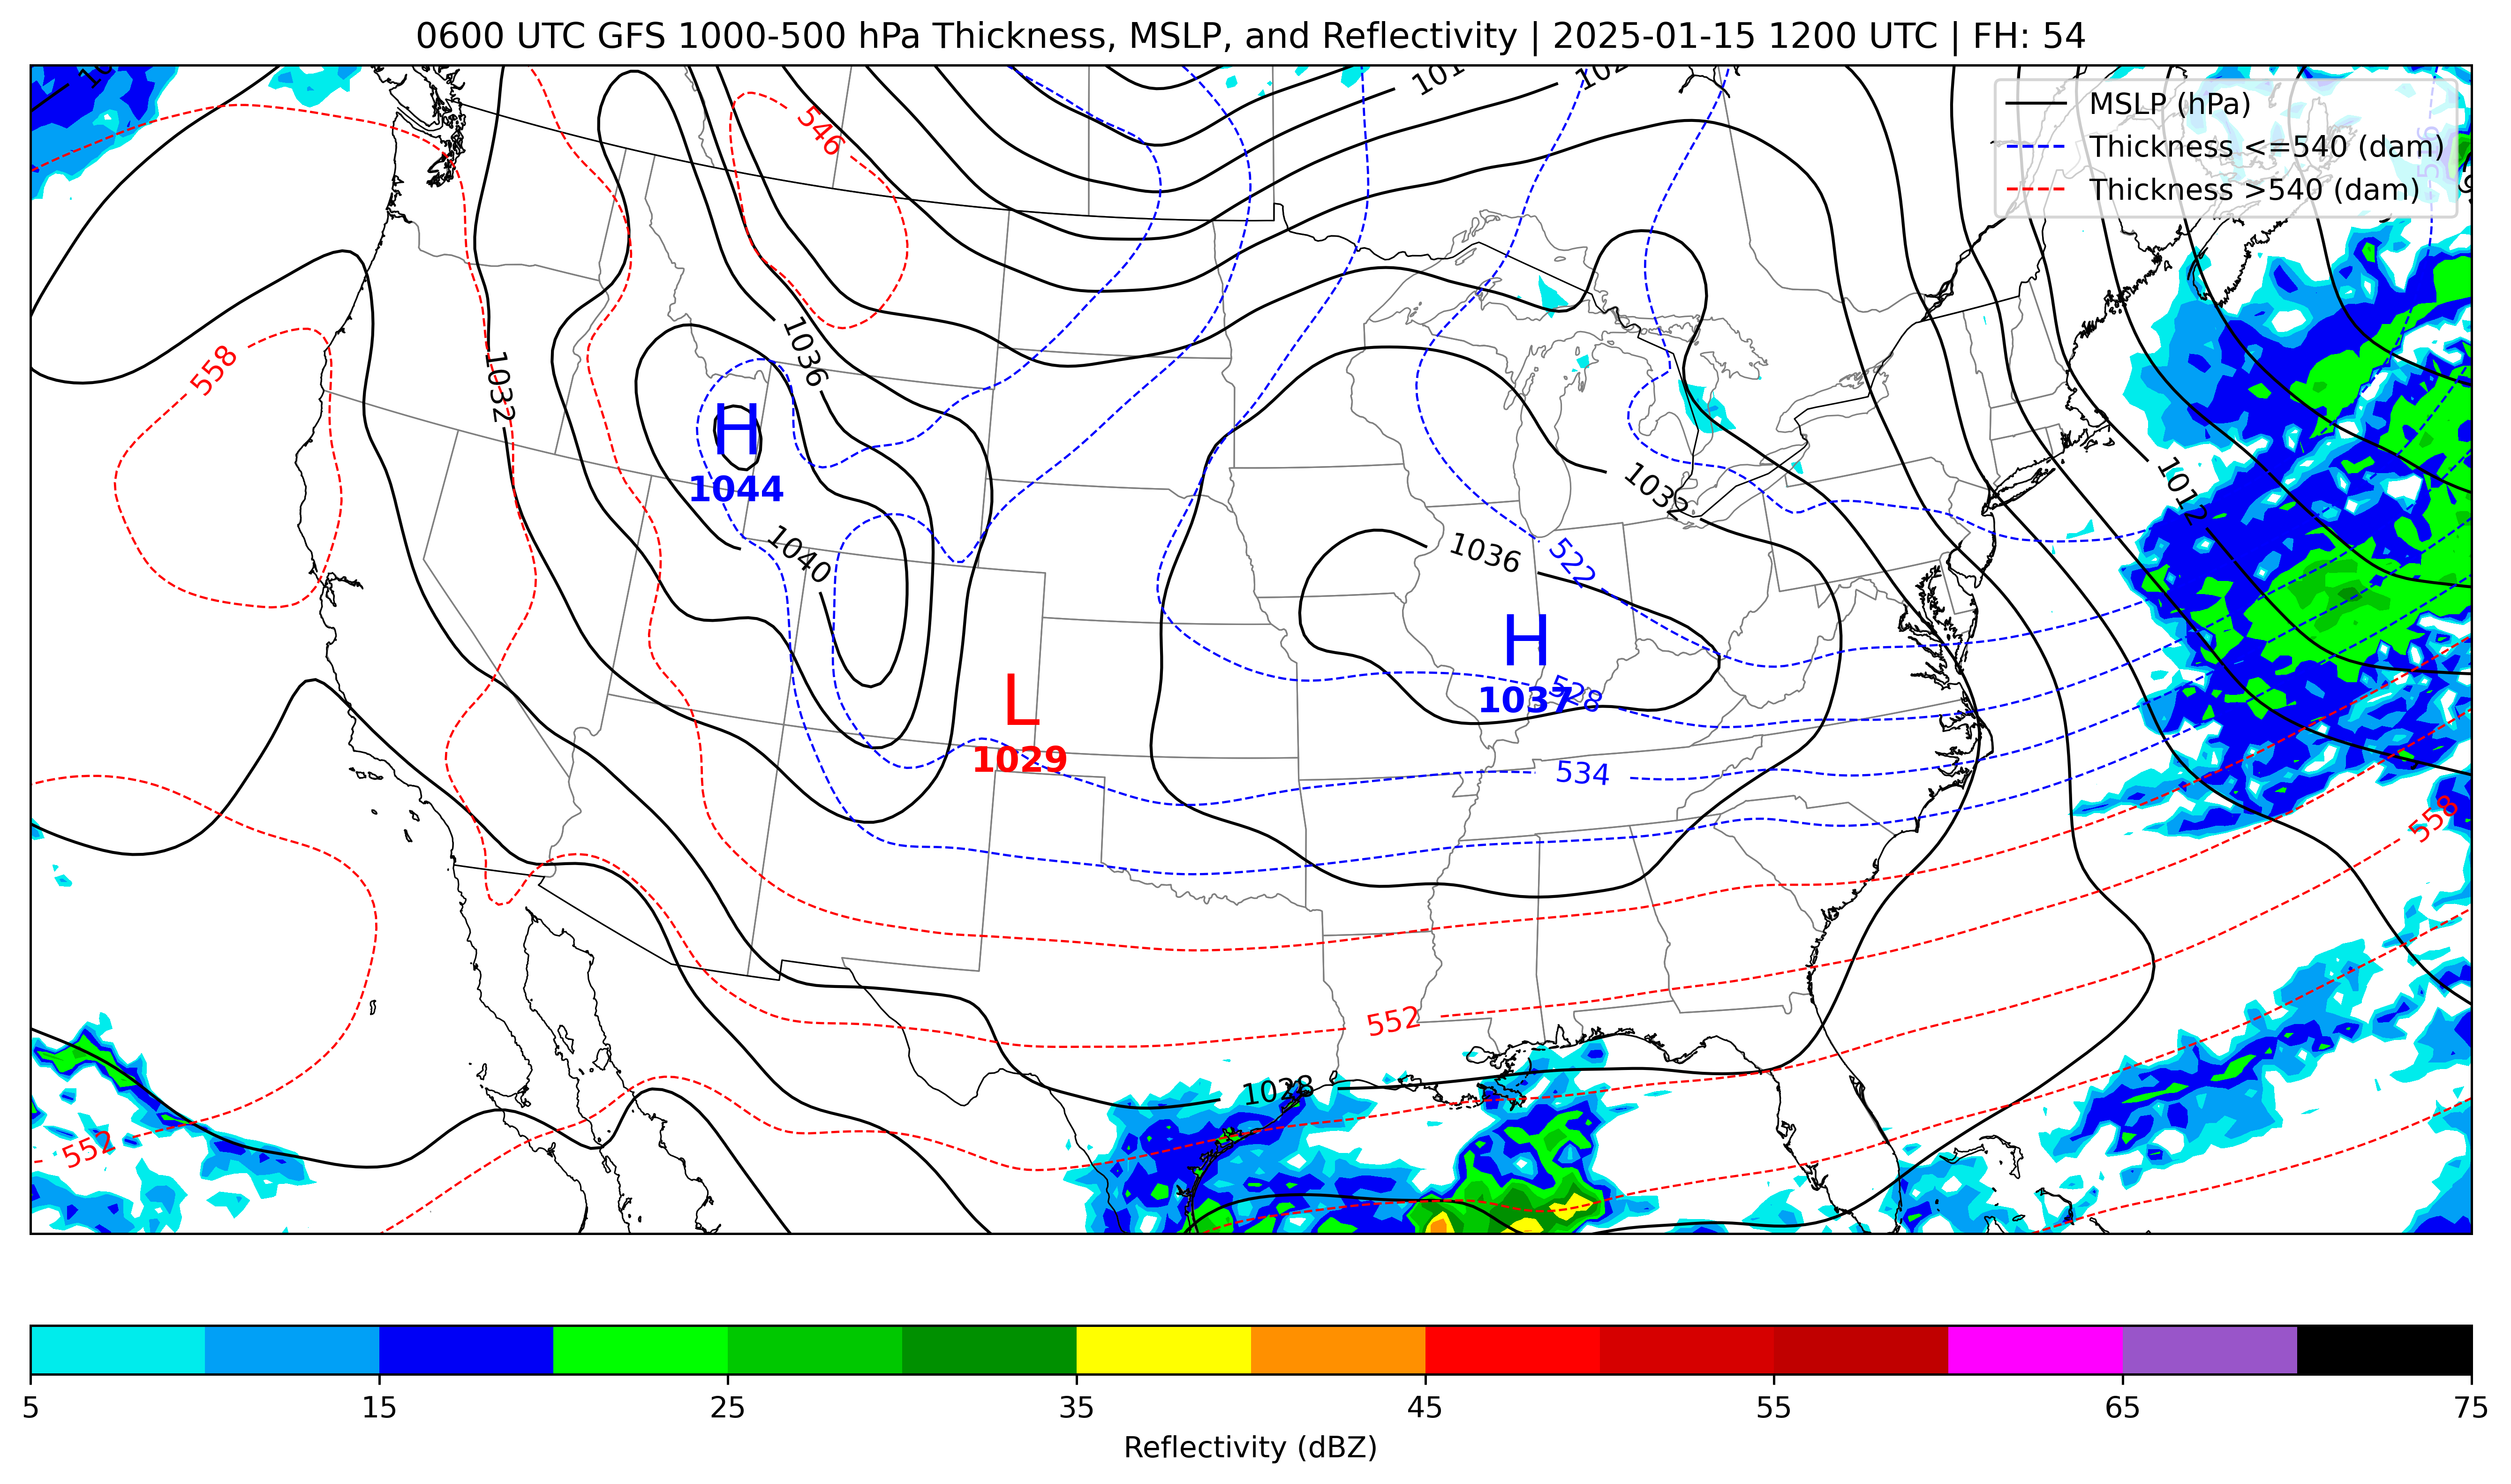 0600 UTC GFS 1000-500 hPa Thickness, MSLP, and Reflectivity | 2025-01-15 1200 UTC | FH: 54
MSLP (hPa)
Thickness <=540 (dam)
Thickness >540 (dam)
546
558
1032
1036
H
1044
1040
L
1029
1032
1036
522
H
1037
528
534
1012
558
552
1028
552
5 15 25 35 45 55 65 75
Reflectivity (dBZ)